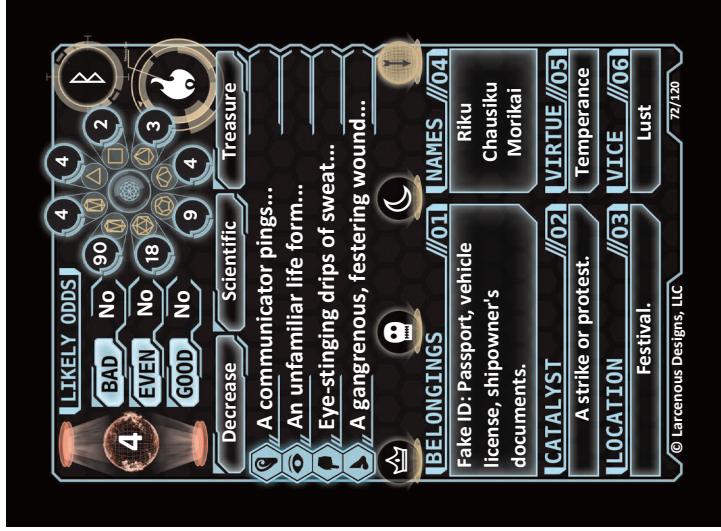 4
LIKELY ODDS
BAD No
EVEN No
GOOD No
4
4
2
3
4
9
18
90
ᛒ
Decrease
Scientific
Treasure
A communicator pings...
An unfamiliar life form...
Eye-stinging drips of sweat...
A gangrenous, festering wound...
BELONGINGS //01
Fake ID: Passport, vehicle
license, shipowner's
documents.
NAMES //04
Riku
Chausiku
Morikai
CATALYST //02
A strike or protest.
VIRTUE //05
Temperance
LOCATION //03
Festival.
VICE //06
Lust
© Larcenous Designs, LLC
72/120